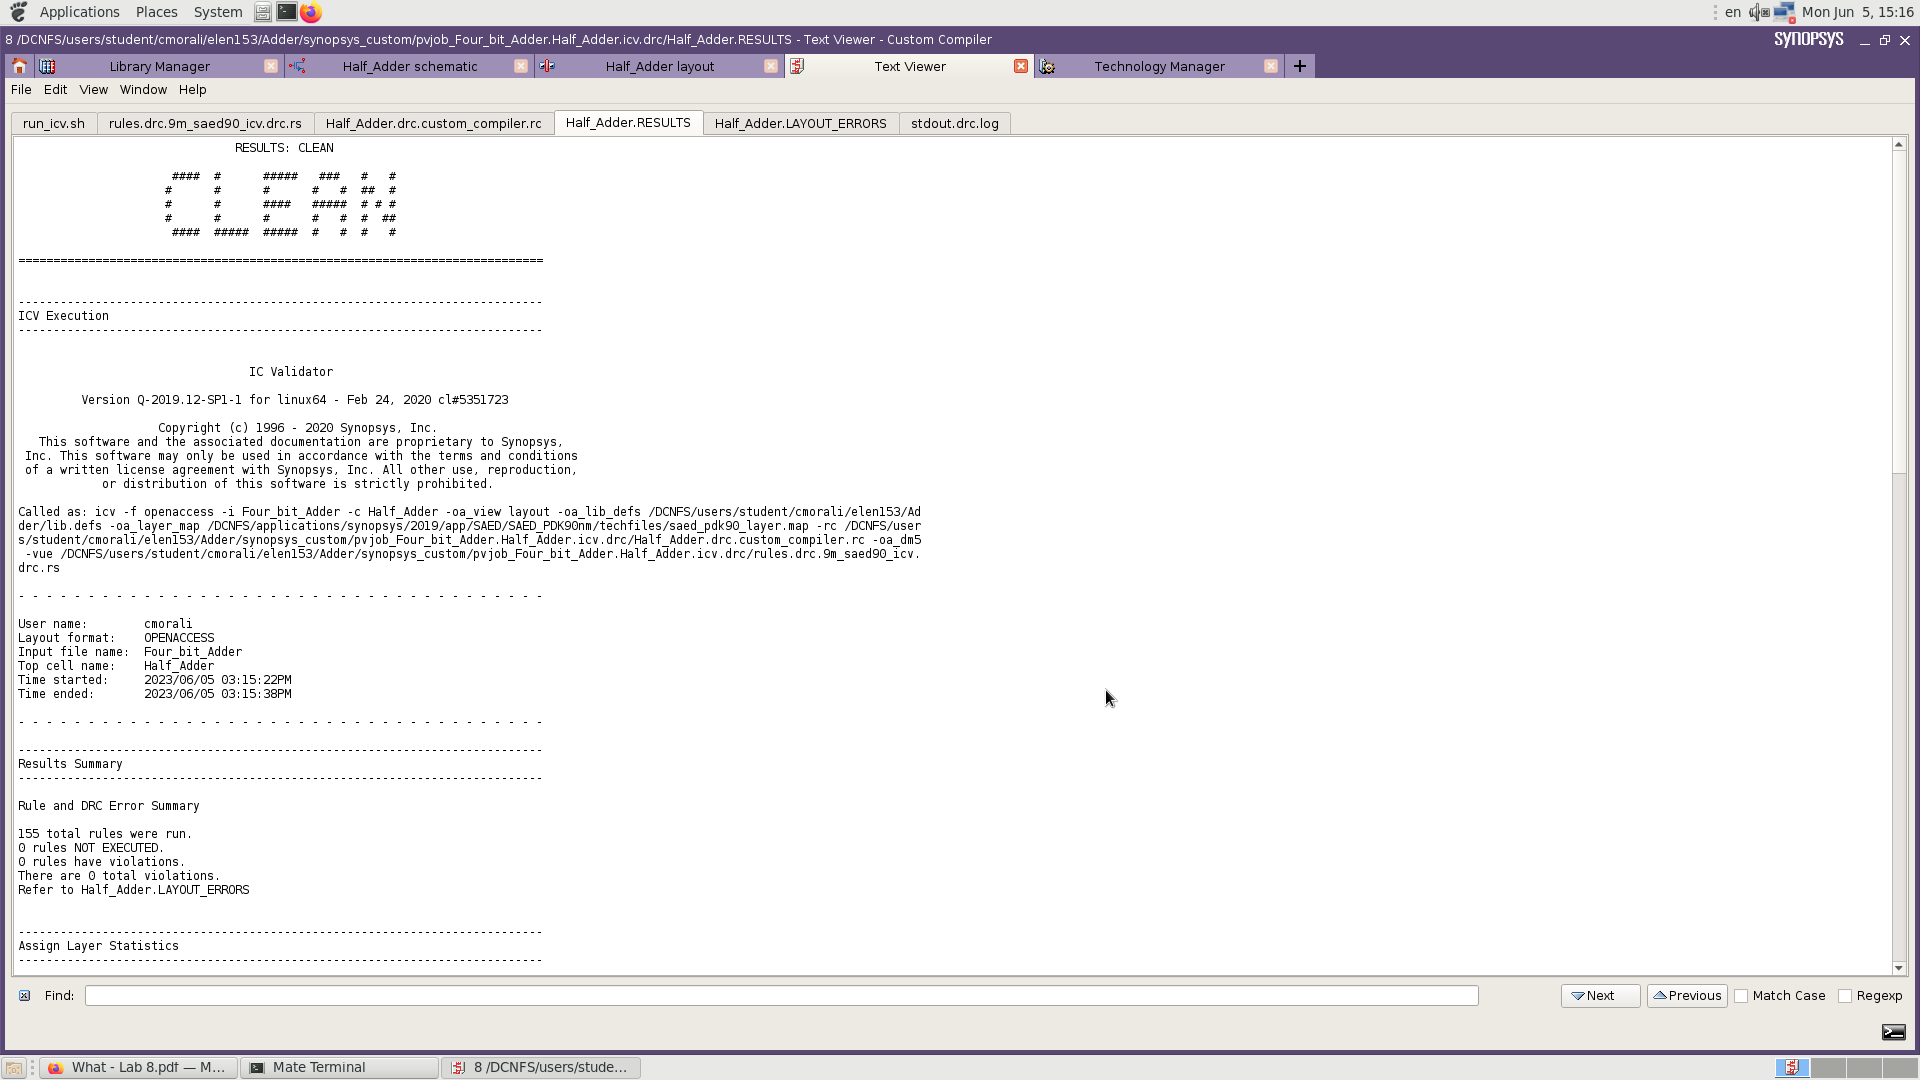 Applications Places System en Mon Jun 5, 15:16
8 /DCNFS/users/student/cmorali/elen153/Adder/synopsys_custom/pvjob_Four_bit_Adder.Half_Adder.icv.drc/Half_Adder.RESULTS - Text Viewer - Custom Compiler SYNOPSYS
Library Manager Half_Adder schematic Half_Adder layout Text Viewer Technology Manager
File Edit View Window Help
run_icv.sh rules.drc.9m_saed90_icv.drc.rs Half_Adder.drc.custom_compiler.rc Half_Adder.RESULTS Half_Adder.LAYOUT_ERRORS stdout.drc.log
RESULTS: CLEAN
 ####  #      #####   ###   #   #
#      #      #      #   #  ##  #
#      #      ####   #####  # # #
#      #      #      #   #  #  ##
 ####  #####  #####  #   #  #   #
===========================================================================
---------------------------------------------------------------------------
ICV Execution
---------------------------------------------------------------------------
IC Validator
Version Q-2019.12-SP1-1 for linux64 - Feb 24, 2020 cl#5351723
Copyright (c) 1996 - 2020 Synopsys, Inc.
This software and the associated documentation are proprietary to Synopsys,
Inc. This software may only be used in accordance with the terms and conditions
of a written license agreement with Synopsys, Inc. All other use, reproduction,
or distribution of this software is strictly prohibited.
Called as: icv -f openaccess -i Four_bit_Adder -c Half_Adder -oa_view layout -oa_lib_defs /DCNFS/users/student/cmorali/elen153/Ad
der/lib.defs -oa_layer_map /DCNFS/applications/synopsys/2019/app/SAED/SAED_PDK90nm/techfiles/saed_pdk90_layer.map -rc /DCNFS/user
s/student/cmorali/elen153/Adder/synopsys_custom/pvjob_Four_bit_Adder.Half_Adder.icv.drc/Half_Adder.drc.custom_compiler.rc -oa_dm5
-vue /DCNFS/users/student/cmorali/elen153/Adder/synopsys_custom/pvjob_Four_bit_Adder.Half_Adder.icv.drc/rules.drc.9m_saed90_icv.
drc.rs
- - - - - - - - - - - - - - - - - - - - - - - - - - - - - - - - - - - - - -
User name: cmorali
Layout format: OPENACCESS
Input file name: Four_bit_Adder
Top cell name: Half_Adder
Time started: 2023/06/05 03:15:22PM
Time ended: 2023/06/05 03:15:38PM
- - - - - - - - - - - - - - - - - - - - - - - - - - - - - - - - - - - - - -
---------------------------------------------------------------------------
Results Summary
---------------------------------------------------------------------------
Rule and DRC Error Summary
155 total rules were run.
0 rules NOT EXECUTED.
0 rules have violations.
There are 0 total violations.
Refer to Half_Adder.LAYOUT_ERRORS
---------------------------------------------------------------------------
Assign Layer Statistics
---------------------------------------------------------------------------
Find: Next Previous Match Case Regexp
What - Lab 8.pdf — M... Mate Terminal 8 /DCNFS/users/stude...